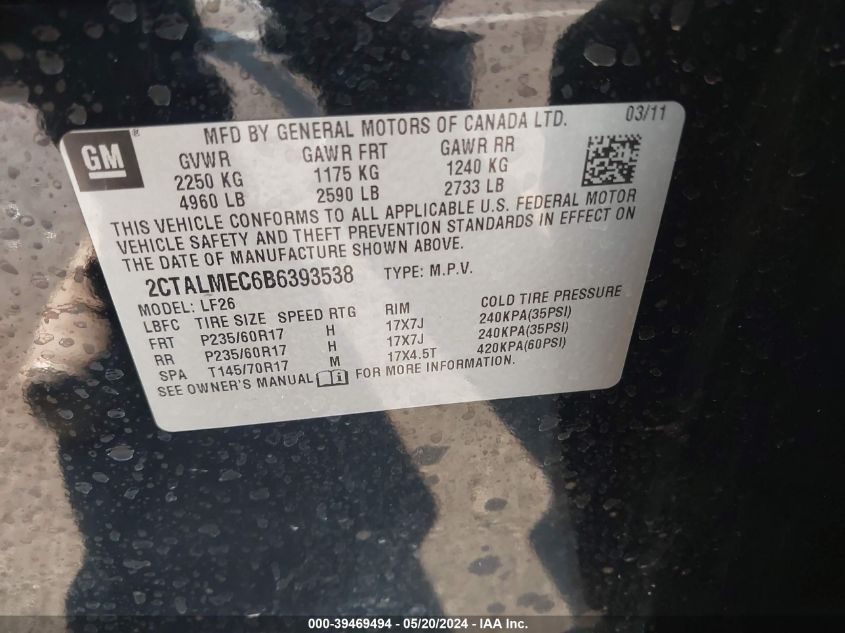 MFD BY GENERAL MOTORS OF CANADA LTD. 03/11
GM ®
GVWR GAWR FRT GAWR RR
2250 KG 1175 KG 1240 KG
4960 LB 2590 LB 2733 LB
THIS VEHICLE CONFORMS TO ALL APPLICABLE U.S. FEDERAL MOTOR
VEHICLE SAFETY AND THEFT PREVENTION STANDARDS IN EFFECT ON
THE DATE OF MANUFACTURE SHOWN ABOVE.
2CTALMEC6B6393538 TYPE: M.P.V.
MODEL: LF26
LBFC TIRE SIZE SPEED RTG RIM COLD TIRE PRESSURE
FRT P235/60R17 H 17X7J 240KPA(35PSI)
RR P235/60R17 H 17X7J 240KPA(35PSI)
SPA T145/70R17 M 17X4.5T 420KPA(60PSI)
SEE OWNER'S MANUAL i FOR MORE INFORMATION.
000-39469494 - 05/20/2024 - IAA Inc.